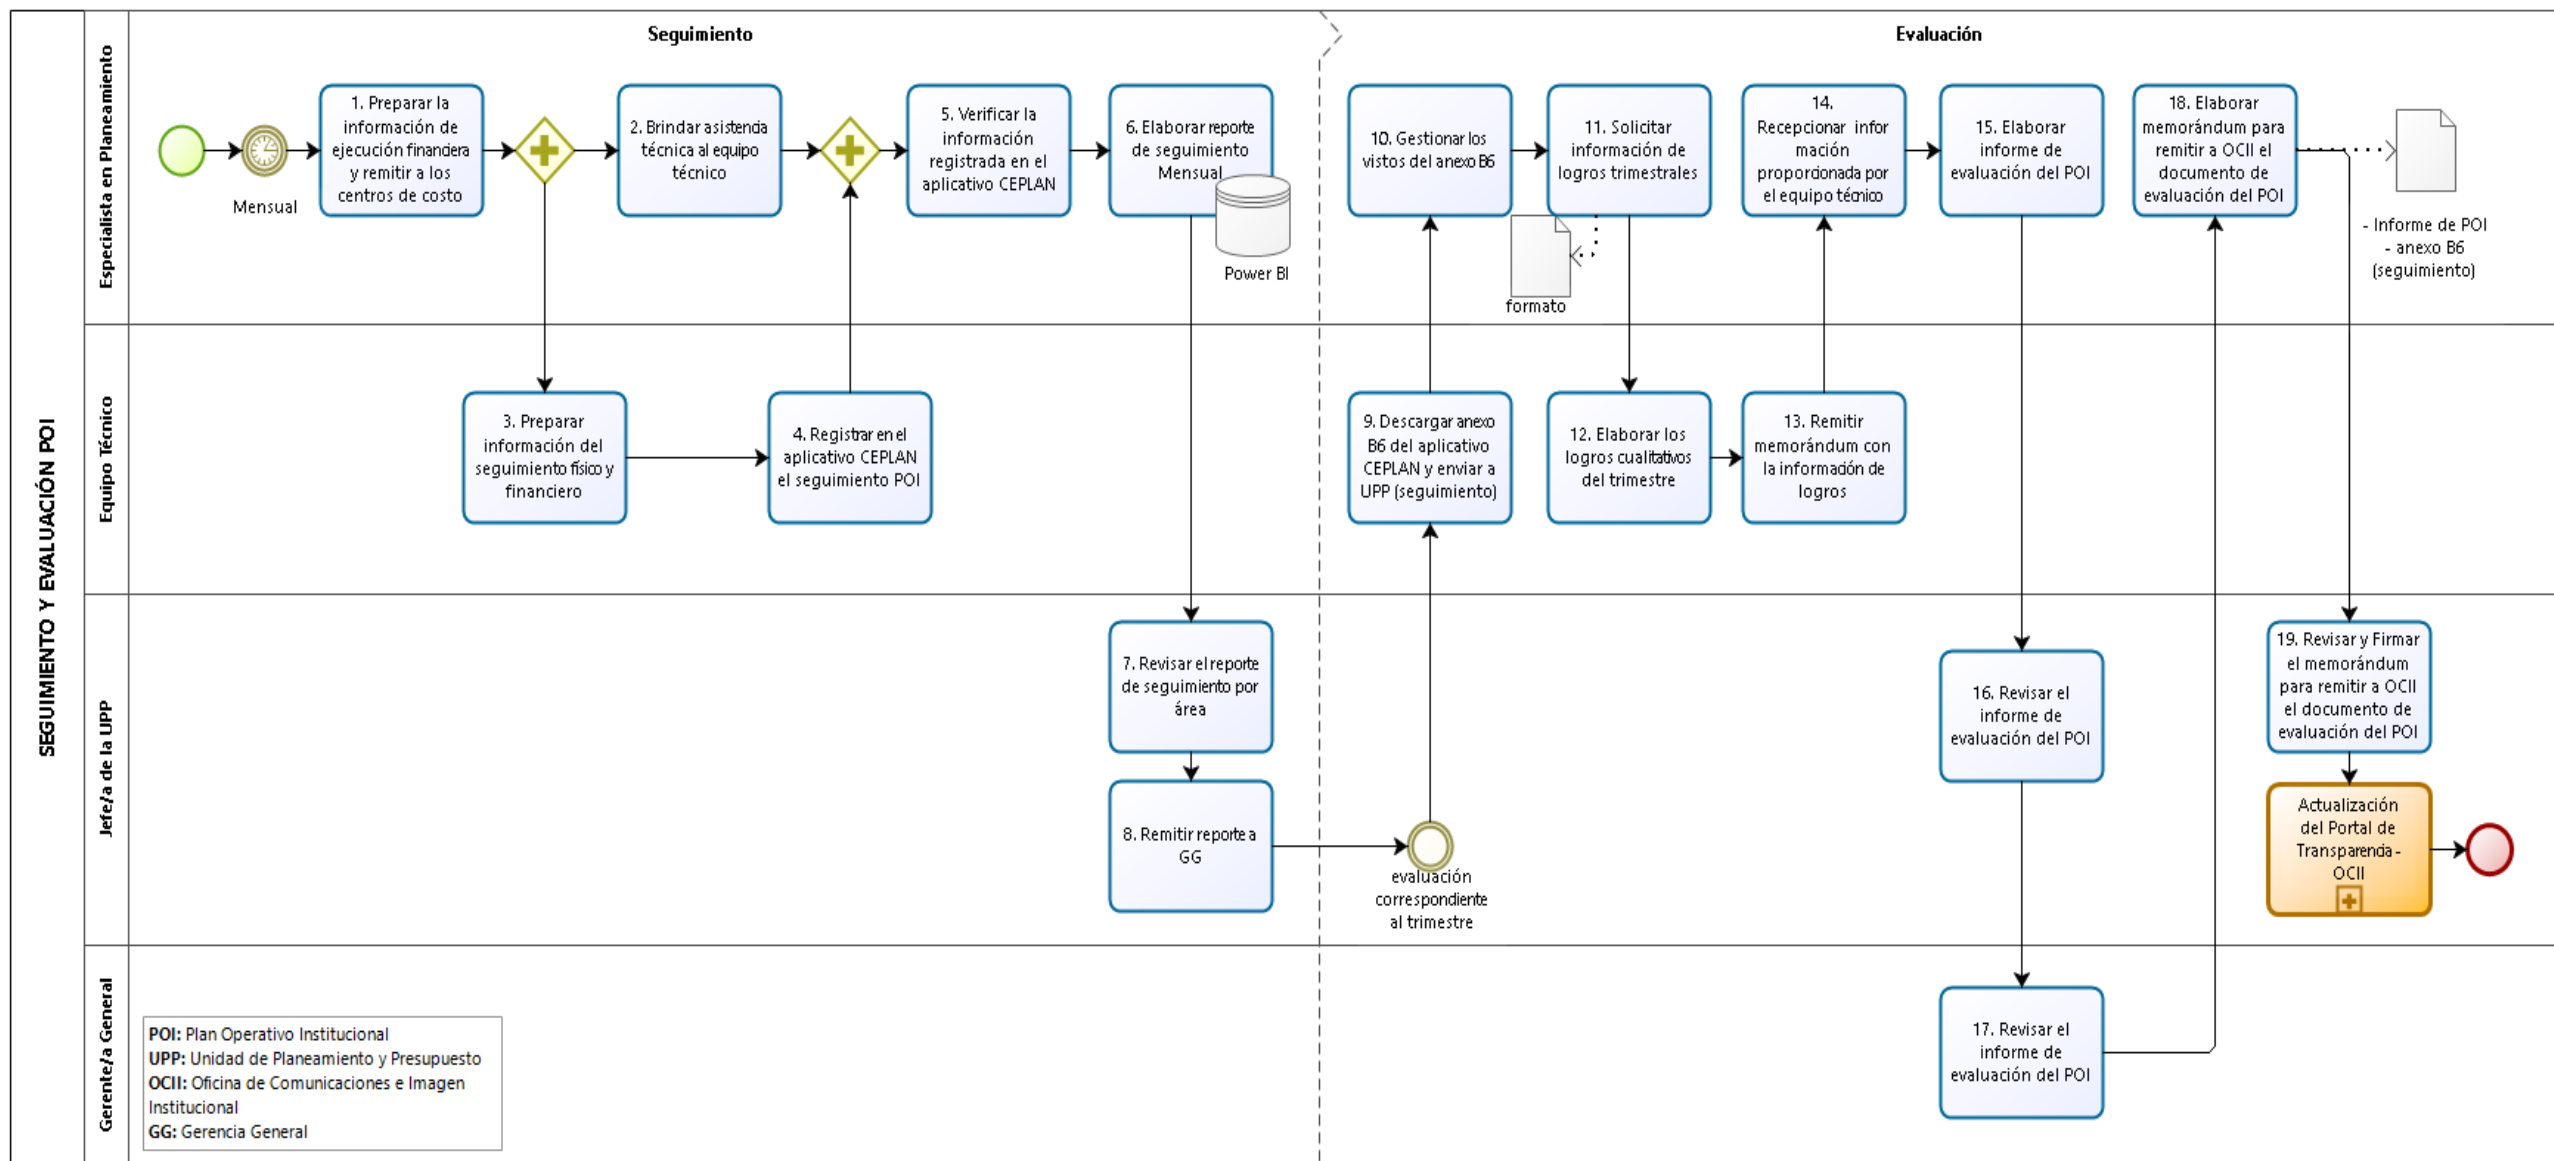 SEGUIMIENTO Y EVALUACIÓN POI
Seguimiento
Evaluación
Especialista en Planeamiento
Mensual
1. Preparar la
información de
ejecución financiera
y remitir a los
centros de costo
2. Brindar asistencia
técnica al equipo
técnico
5. Verificar la
información
registrada en el
aplicativo CEPLAN
6. Elaborar reporte
de seguimiento
Mensual
Power BI
10. Gestionar los
vistos del anexo B6
11. Solicitar
información de
logros trimestrales
formato
14.
Recepcionar infor
mación
proporcionada por
el equipo técnico
15. Elaborar
informe de
evaluación del POI
18. Elaborar
memorándum para
remitir a OCII el
documento de
evaluación del POI
- Informe de POI
- anexo B6
(seguimiento)
Equipo Técnico
3. Preparar
información del
seguimiento físico y
financiero
4. Registrar en el
aplicativo CEPLAN
el seguimiento POI
9. Descargar anexo
B6 del aplicativo
CEPLAN y enviar a
UPP (seguimiento)
12. Elaborar los
logros cualitativos
del trimestre
13. Remitir
memorándum con
la información de
logros
Jefe/a de la UPP
7. Revisar el reporte
de seguimiento por
área
8. Remitir reporte a
GG
evaluación
correspondiente
al trimestre
16. Revisar el
informe de
evaluación del POI
19. Revisar y Firmar
el memorándum
para remitir a OCII
el documento de
evaluación del POI
Actualización
del Portal de
Transparencia -
OCII
Gerente/a General
17. Revisar el
informe de
evaluación del POI
POI: Plan Operativo Institucional
UPP: Unidad de Planeamiento y Presupuesto
OCII: Oficina de Comunicaciones e Imagen
Institucional
GG: Gerencia General